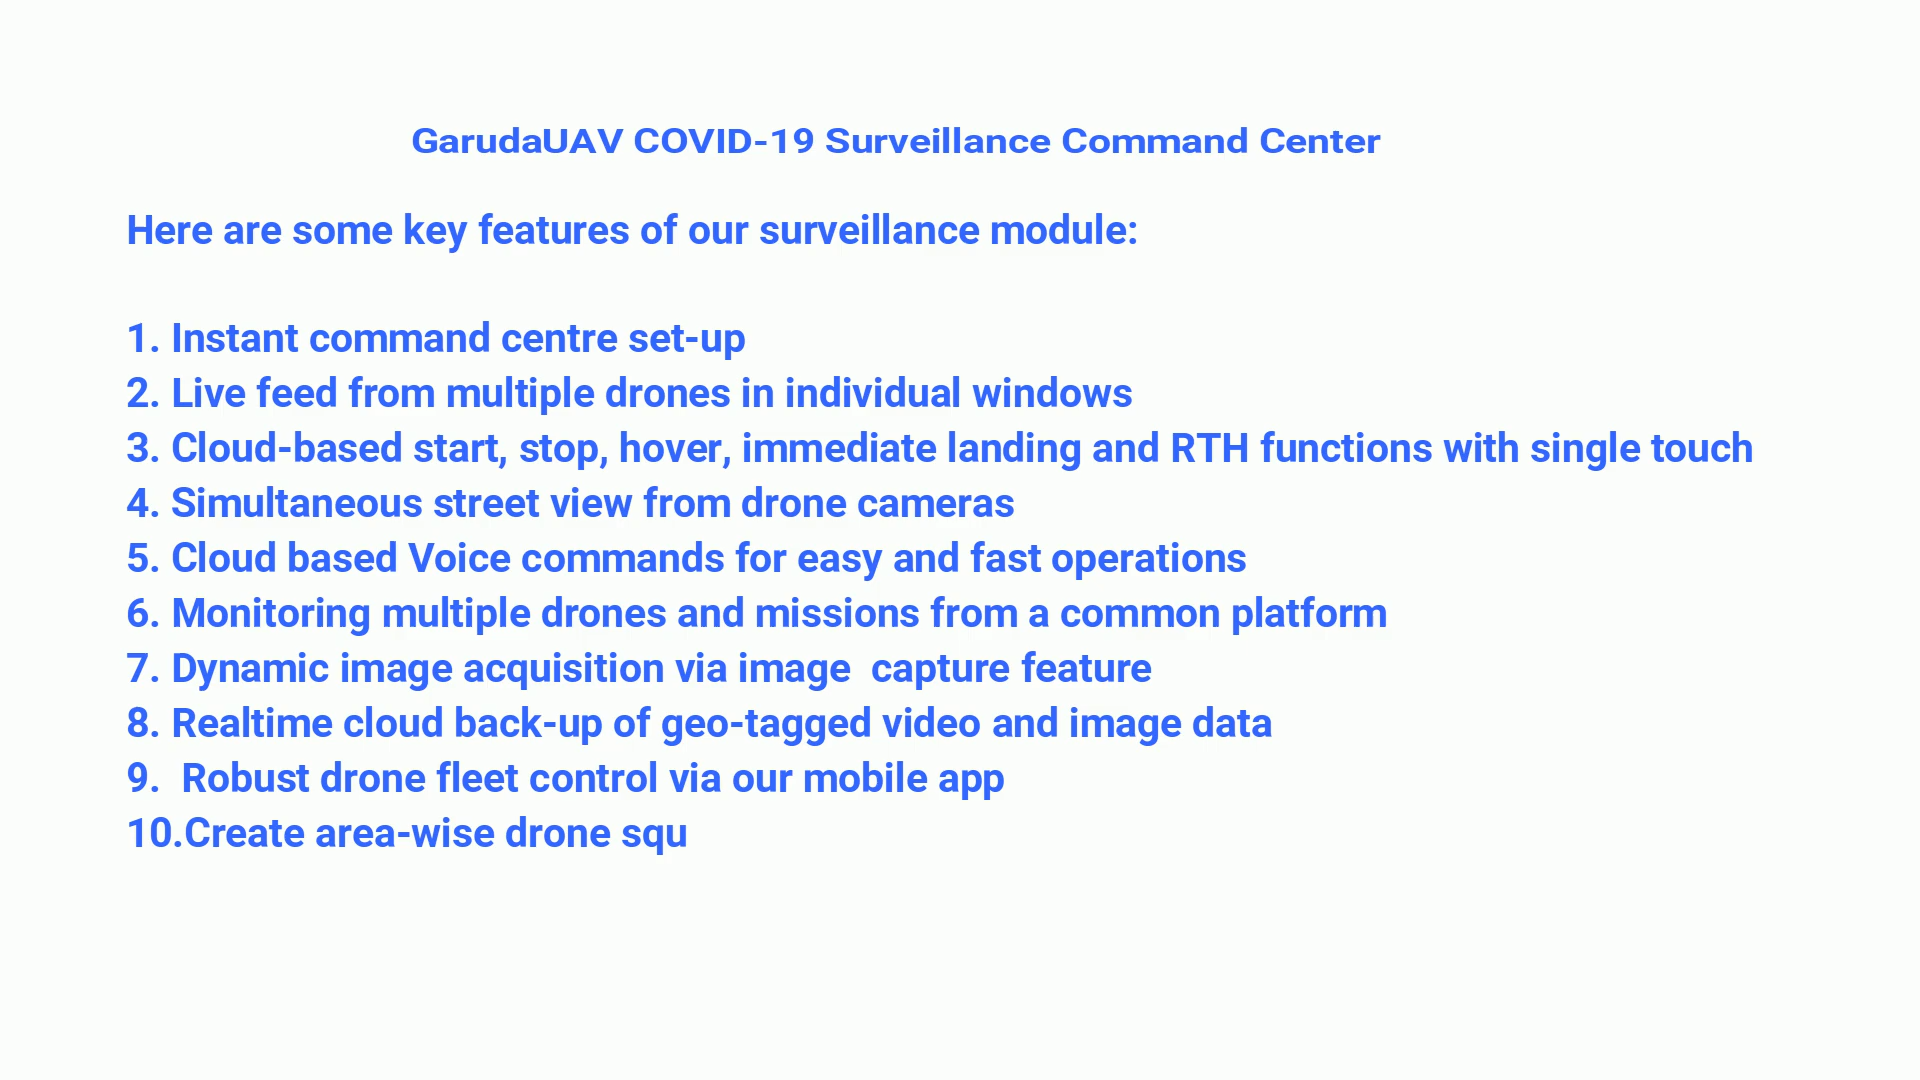 GarudaUAV COVID-19 Surveillance Command Center
Here are some key features of our surveillance module:
1. Instant command centre set-up
2. Live feed from multiple drones in individual windows
3. Cloud-based start, stop, hover, immediate landing and RTH functions with single touch
4. Simultaneous street view from drone cameras
5. Cloud based Voice commands for easy and fast operations
6. Monitoring multiple drones and missions from a common platform
7. Dynamic image acquisition via image  capture feature
8. Realtime cloud back-up of geo-tagged video and image data
9.  Robust drone fleet control via our mobile app
10.Create area-wise drone squ